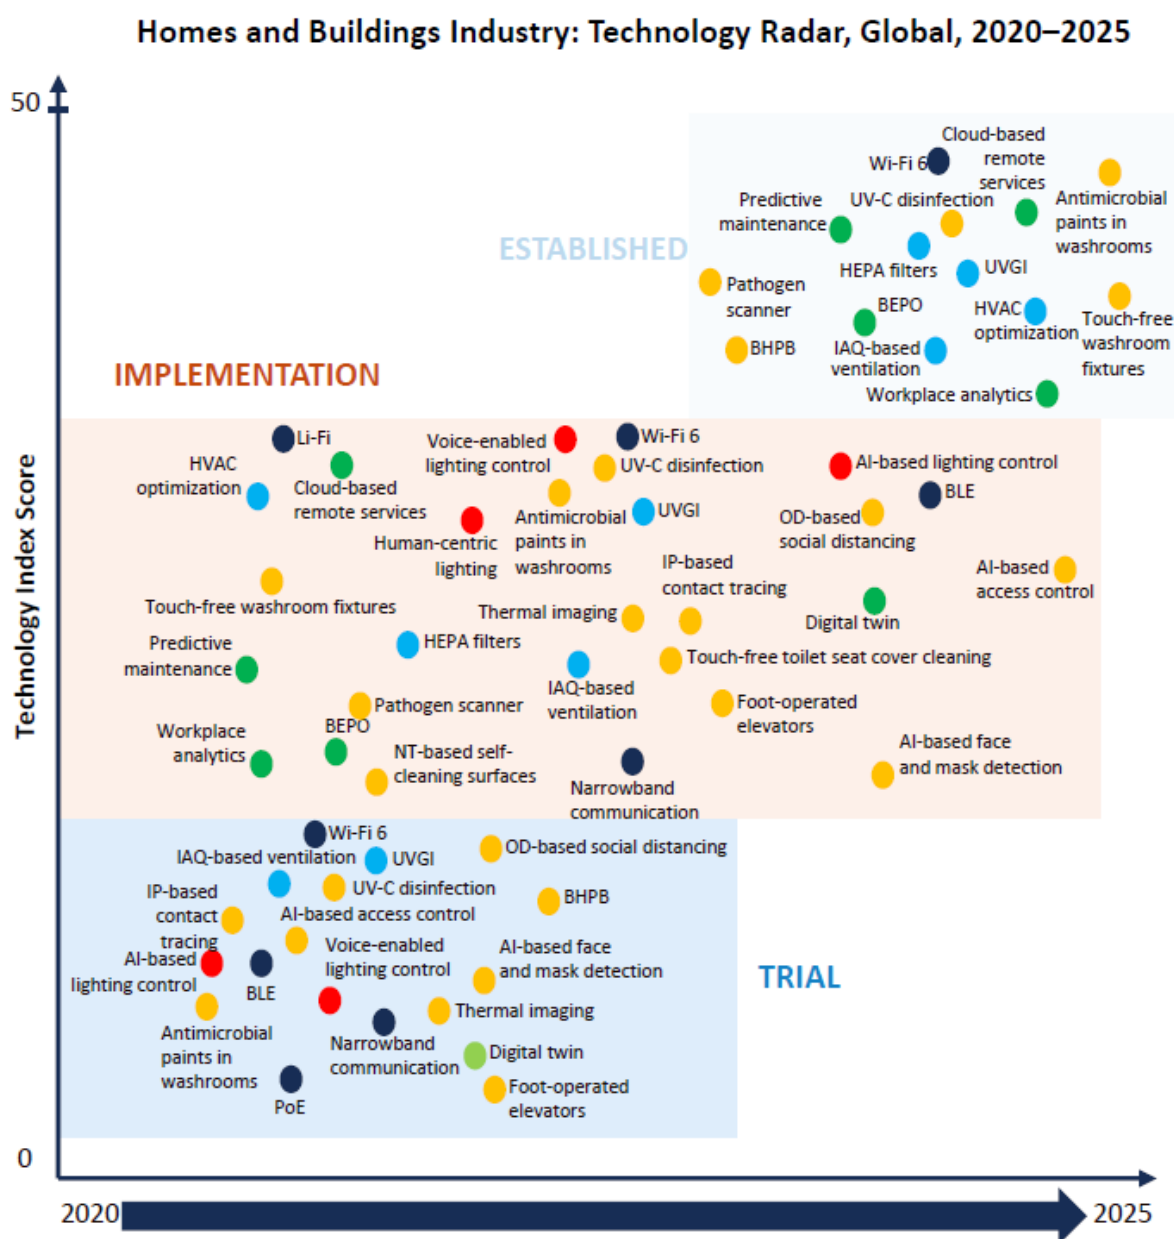 Homes and Buildings Industry: Technology Radar, Global, 2020–2025
50
Cloud-based
remote
services
Wi-Fi 6
Predictive
maintenance
UV-C disinfection
Antimicrobial
paints in
washrooms
ESTABLISHED
HEPA filters
UVGI
Pathogen
scanner
BEPO
HVAC
optimization
Touch-free
washroom
fixtures
BHPB
IAQ-based
ventilation
Workplace analytics
IMPLEMENTATION
Li-Fi
Voice-enabled
lighting control
Wi-Fi 6
HVAC
optimization
UV-C disinfection
AI-based lighting control
Cloud-based
remote services
BLE
Antimicrobial
paints in
washrooms
UVGI
OD-based
social distancing
Human-centric
lighting
IP-based
contact tracing
AI-based
access control
Touch-free washroom fixtures
Thermal imaging
Digital twin
Predictive
maintenance
HEPA filters
Touch-free toilet seat cover cleaning
IAQ-based
ventilation
Pathogen scanner
Foot-operated
elevators
Workplace
analytics
BEPO
NT-based self-
cleaning surfaces
AI-based face
and mask detection
Narrowband
communication
Technology Index Score
Wi-Fi 6
OD-based social distancing
IAQ-based ventilation
UVGI
IP-based
contact
tracing
UV-C disinfection
BHPB
AI-based access control
AI-based
lighting control
BLE
Voice-enabled
lighting control
AI-based face
and mask detection
TRIAL
Antimicrobial
paints in
washrooms
Thermal imaging
Narrowband
communication
Digital twin
PoE
Foot-operated
elevators
0
2020
2025